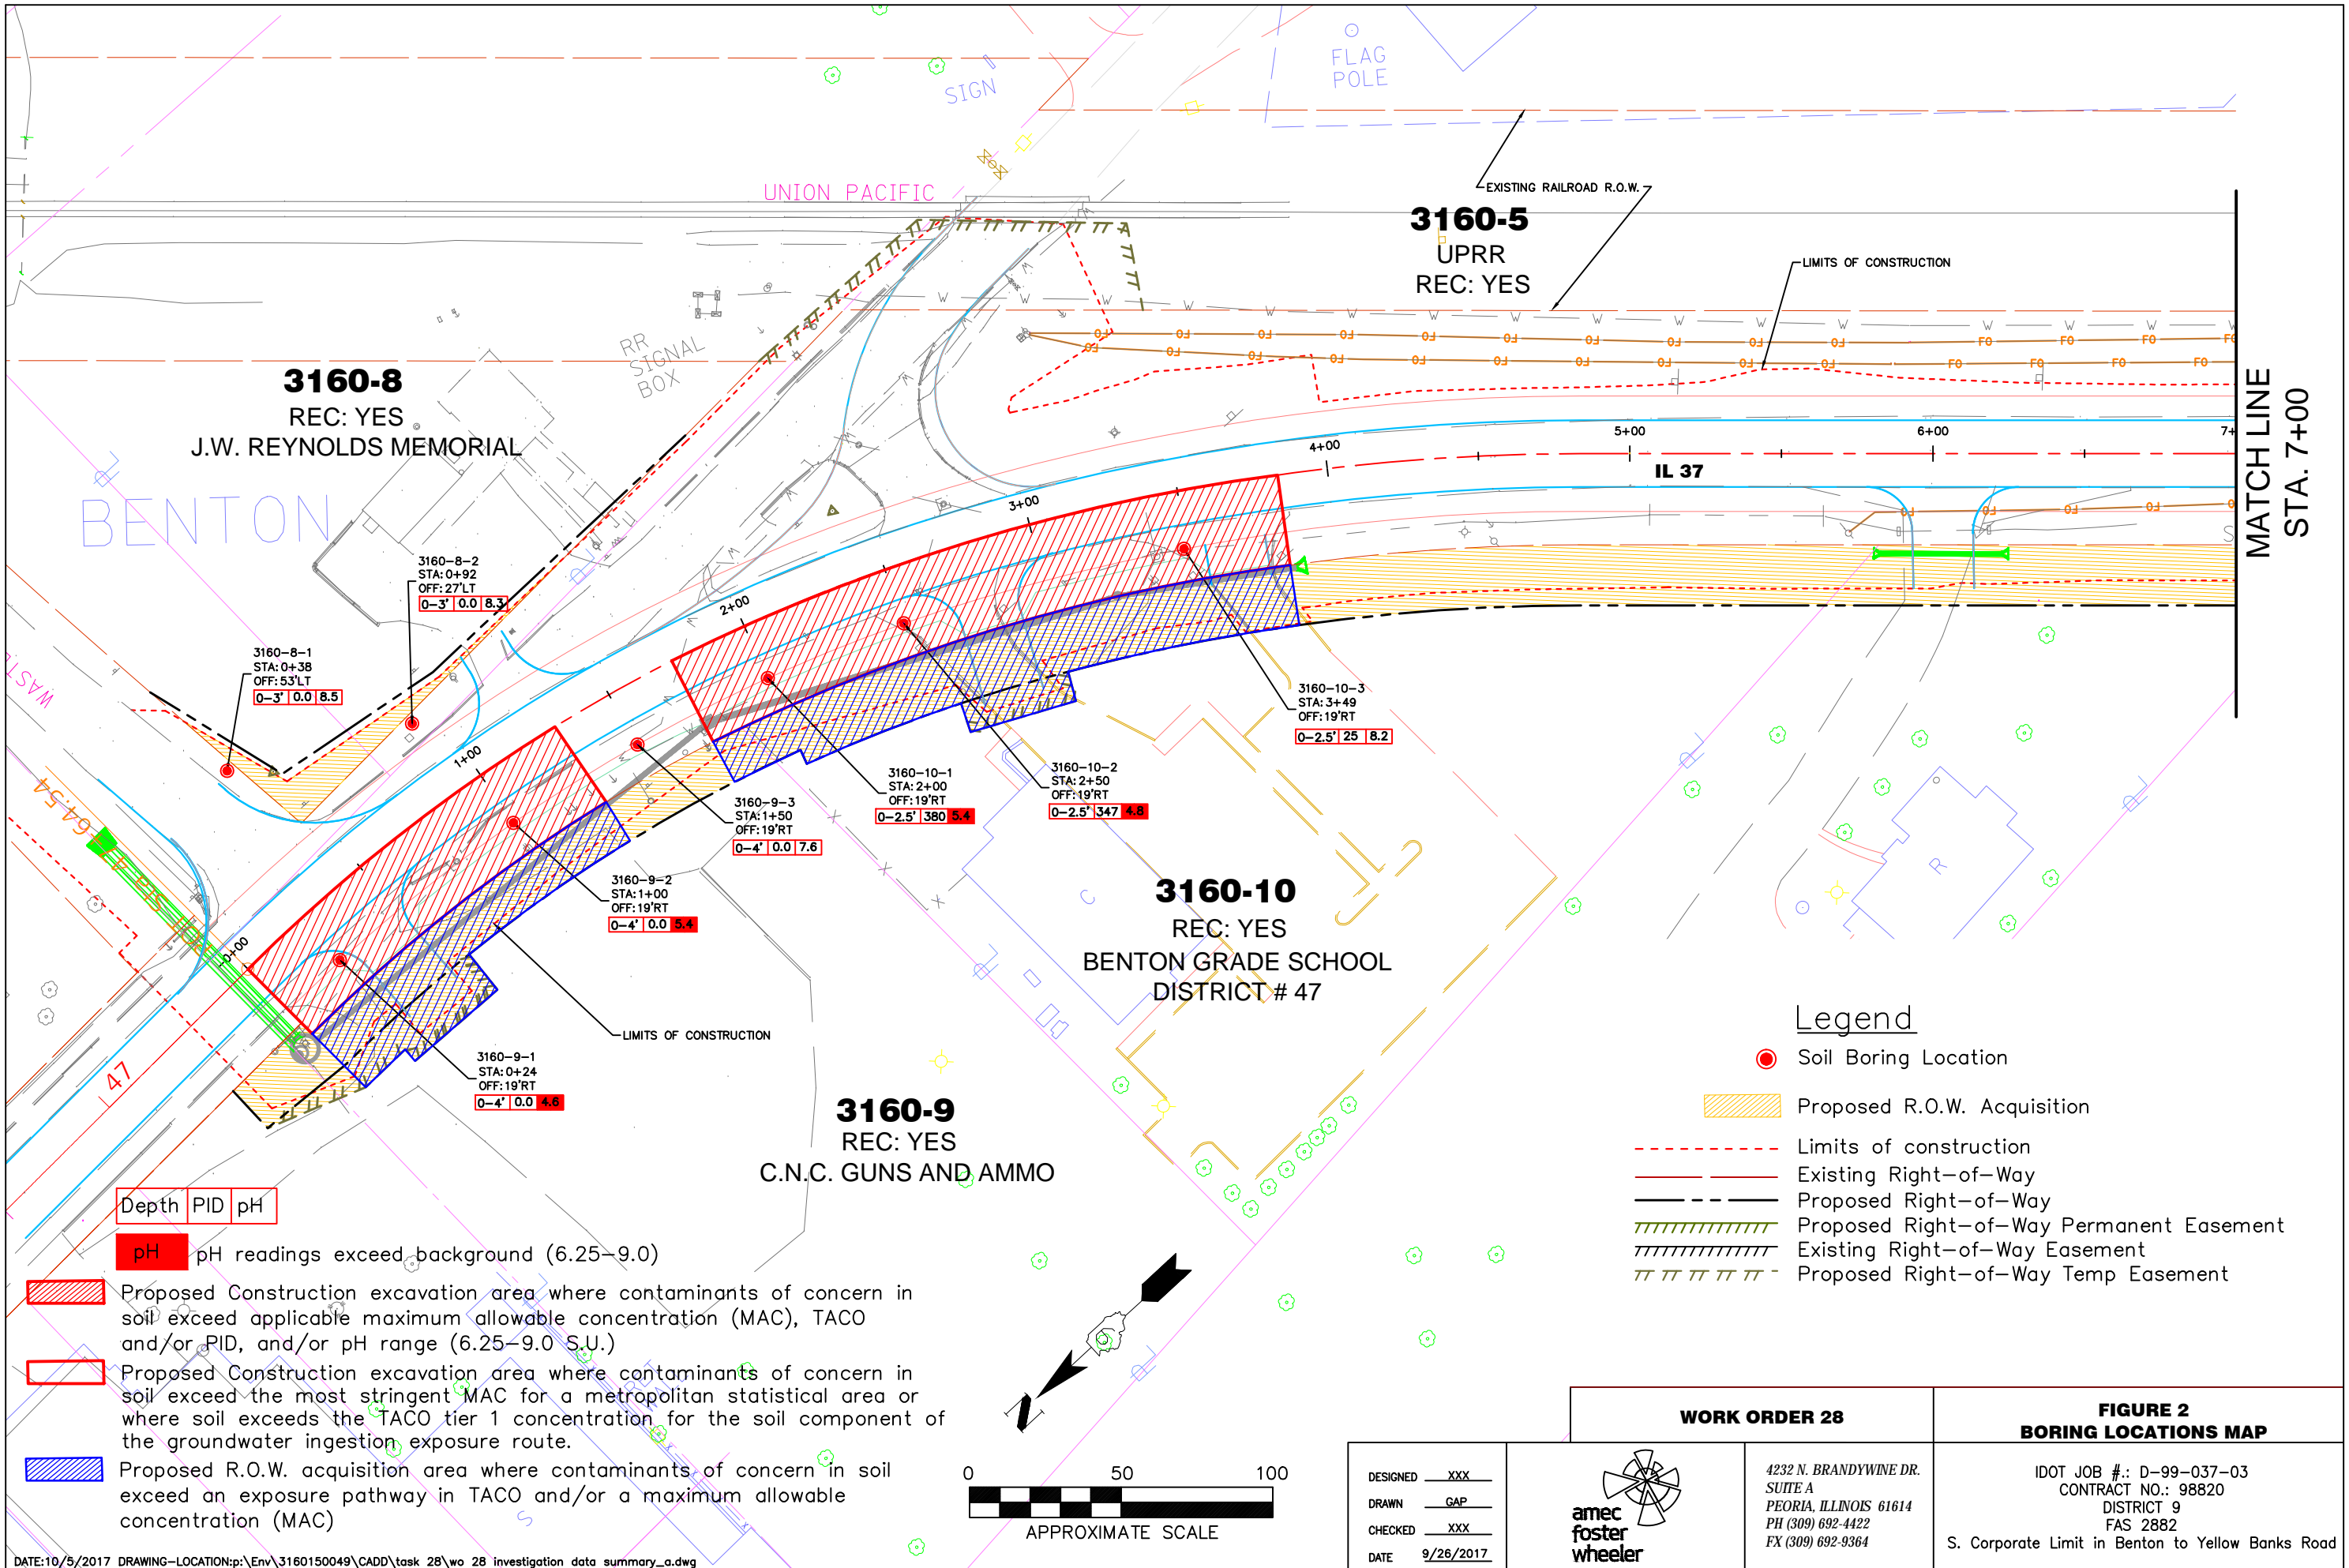 FLAG
POLE
SIGN
UNION PACIFIC
EXISTING RAILROAD R.O.W.
3160-5
UPRR
REC: YES
LIMITS OF CONSTRUCTION
RR
SIGNAL
BOX
3160-8
REC: YES
J.W. REYNOLDS MEMORIAL
BENTON
MATCH LINE
STA. 7+00
0+00
1+00
2+00
3+00
4+00
5+00
6+00
7+
IL 37
3160-8-2
STA: 0+92
OFF: 27'LT
0-3' 0.0 8.3
3160-8-1
STA: 0+38
OFF: 53'LT
0-3' 0.0 8.5
3160-10-3
STA: 3+49
OFF: 19'RT
0-2.5' 25 8.2
3160-10-2
STA: 2+50
OFF: 19'RT
0-2.5' 347 4.8
3160-10-1
STA: 2+00
OFF: 19'RT
0-2.5' 380 5.4
3160-9-3
STA: 1+50
OFF: 19'RT
0-4' 0.0 7.6
3160-9-2
STA: 1+00
OFF: 19'RT
0-4' 0.0 5.4
LIMITS OF CONSTRUCTION
3160-9-1
STA: 0+24
OFF: 19'RT
0-4' 0.0 4.6
3160-10
REC: YES
BENTON GRADE SCHOOL
DISTRICT # 47
3160-9
REC: YES
C.N.C. GUNS AND AMMO
Legend
Soil Boring Location
Proposed R.O.W. Acquisition
Limits of construction
Existing Right-of-Way
Proposed Right-of-Way
Proposed Right-of-Way Permanent Easement
Existing Right-of-Way Easement
Proposed Right-of-Way Temp Easement
Depth PID pH
pH pH readings exceed background (6.25-9.0)
Proposed Construction excavation area where contaminants of concern in
soil exceed applicable maximum allowable concentration (MAC), TACO
and/or PID, and/or pH range (6.25-9.0 S.U.)
Proposed Construction excavation area where contaminants of concern in
soil exceed the most stringent MAC for a metropolitan statistical area or
where soil exceeds the TACO tier 1 concentration for the soil component of
the groundwater ingestion exposure route.
Proposed R.O.W. acquisition area where contaminants of concern in soil
exceed an exposure pathway in TACO and/or a maximum allowable
concentration (MAC)
N
0 50 100
APPROXIMATE SCALE
WORK ORDER 28
FIGURE 2
BORING LOCATIONS MAP
DESIGNED XXX
DRAWN GAP
CHECKED XXX
DATE 9/26/2017
amec
foster
wheeler
4232 N. BRANDYWINE DR.
SUITE A
PEORIA, ILLINOIS 61614
PH (309) 692-4422
FX (309) 692-9364
IDOT JOB #.: D-99-037-03
CONTRACT NO.: 98820
DISTRICT 9
FAS 2882
S. Corporate Limit in Benton to Yellow Banks Road
DATE:10/5/2017 DRAWING-LOCATION:p:\Env\3160150049\CADD\task 28\wo 28 investigation data summary_a.dwg